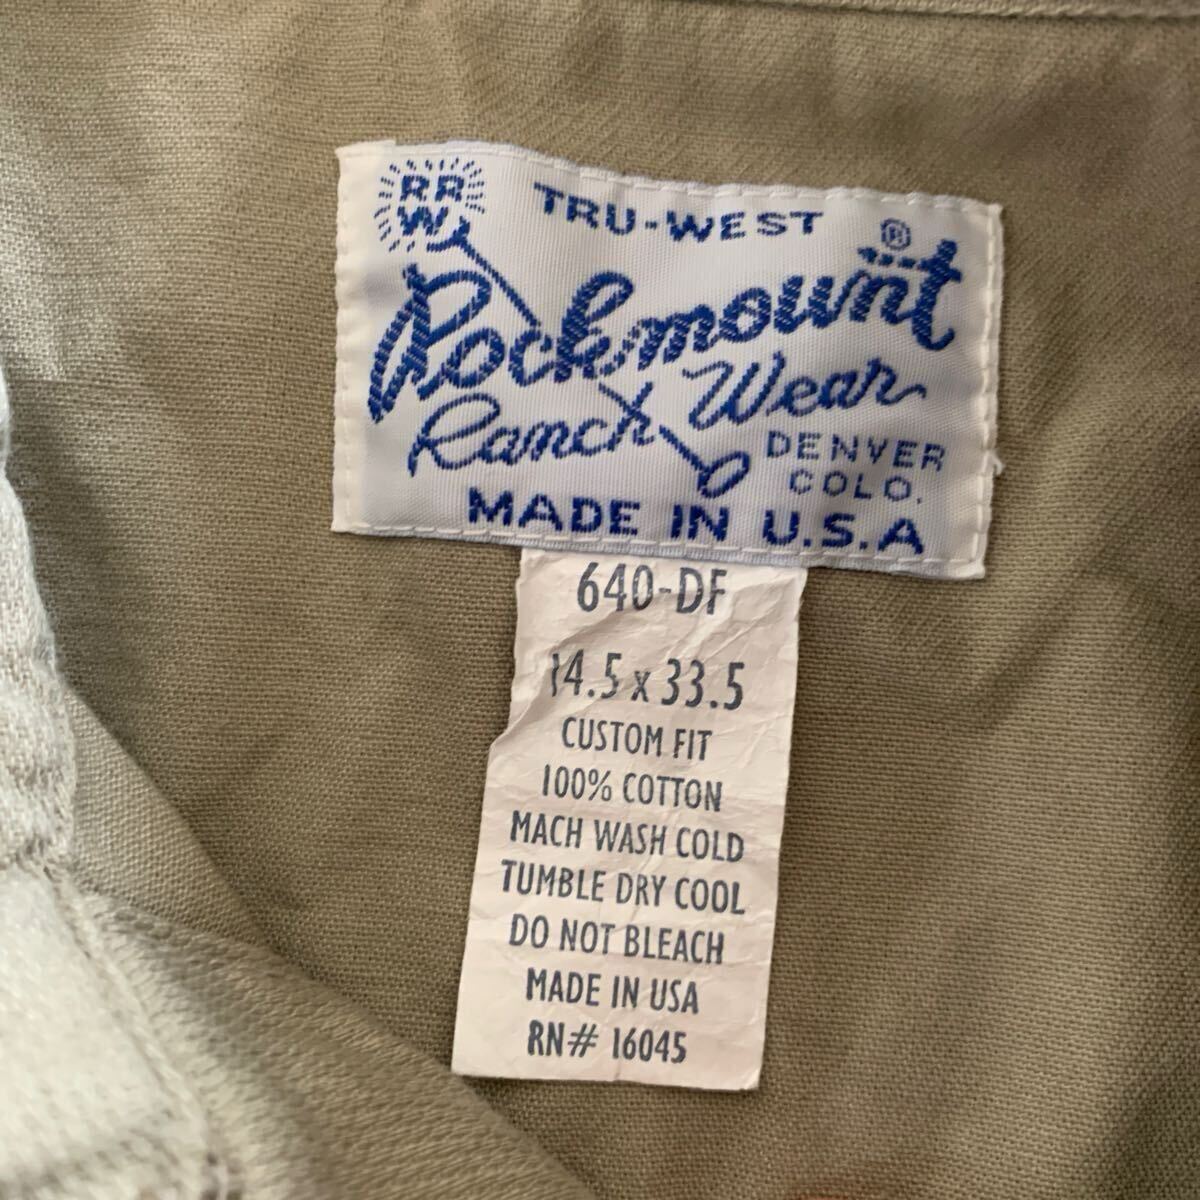 RR
W
TRU-WEST
®
Rockmount
Ranch Wear
DENVER
COLO.
MADE IN U.S.A
640-DF
14.5 x 33.5
CUSTOM FIT
100% COTTON
MACH WASH COLD
TUMBLE DRY COOL
DO NOT BLEACH
MADE IN USA
RN# 16045